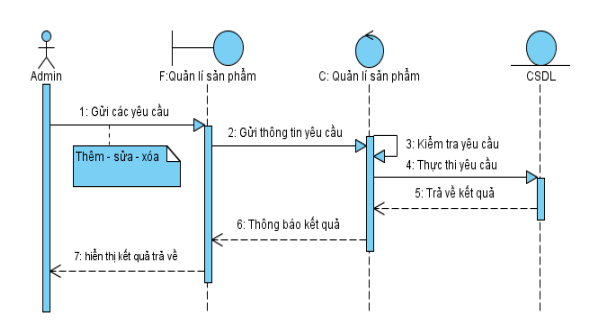 Admin
F:Quản lí sản phẩm
C: Quản lí sản phẩm
CSDL
1: Gửi các yêu cầu
Thêm - sửa - xóa
2: Gửi thông tin yêu cầu
3: Kiểm tra yêu cầu
4: Thực thi yêu cầu
5: Trả về kết quả
6: Thông báo kết quả
7: hiển thị kết quả trả về